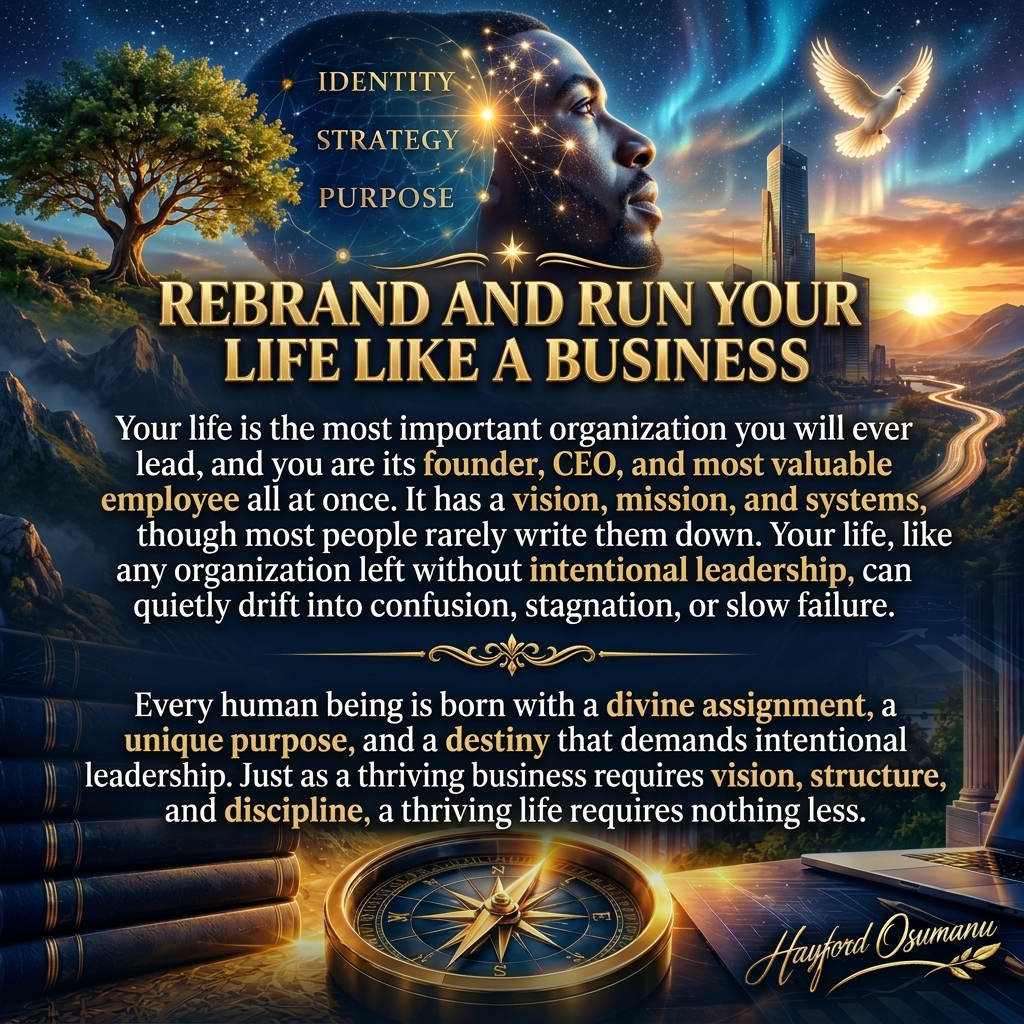 IDENTITY
STRATEGY
PURPOSE
REBRAND AND RUN YOUR
LIFE LIKE A BUSINESS
Your life is the most important organization you will ever
lead, and you are its founder, CEO, and most valuable
employee all at once. It has a vision, mission, and systems,
though most people rarely write them down. Your life, like
any organization left without intentional leadership, can
quietly drift into confusion, stagnation, or slow failure.
Every human being is born with a divine assignment, a
unique purpose, and a destiny that demands intentional
leadership. Just as a thriving business requires vision, structure,
and discipline, a thriving life requires nothing less.
N
W
E
S
Hayford Osumanu